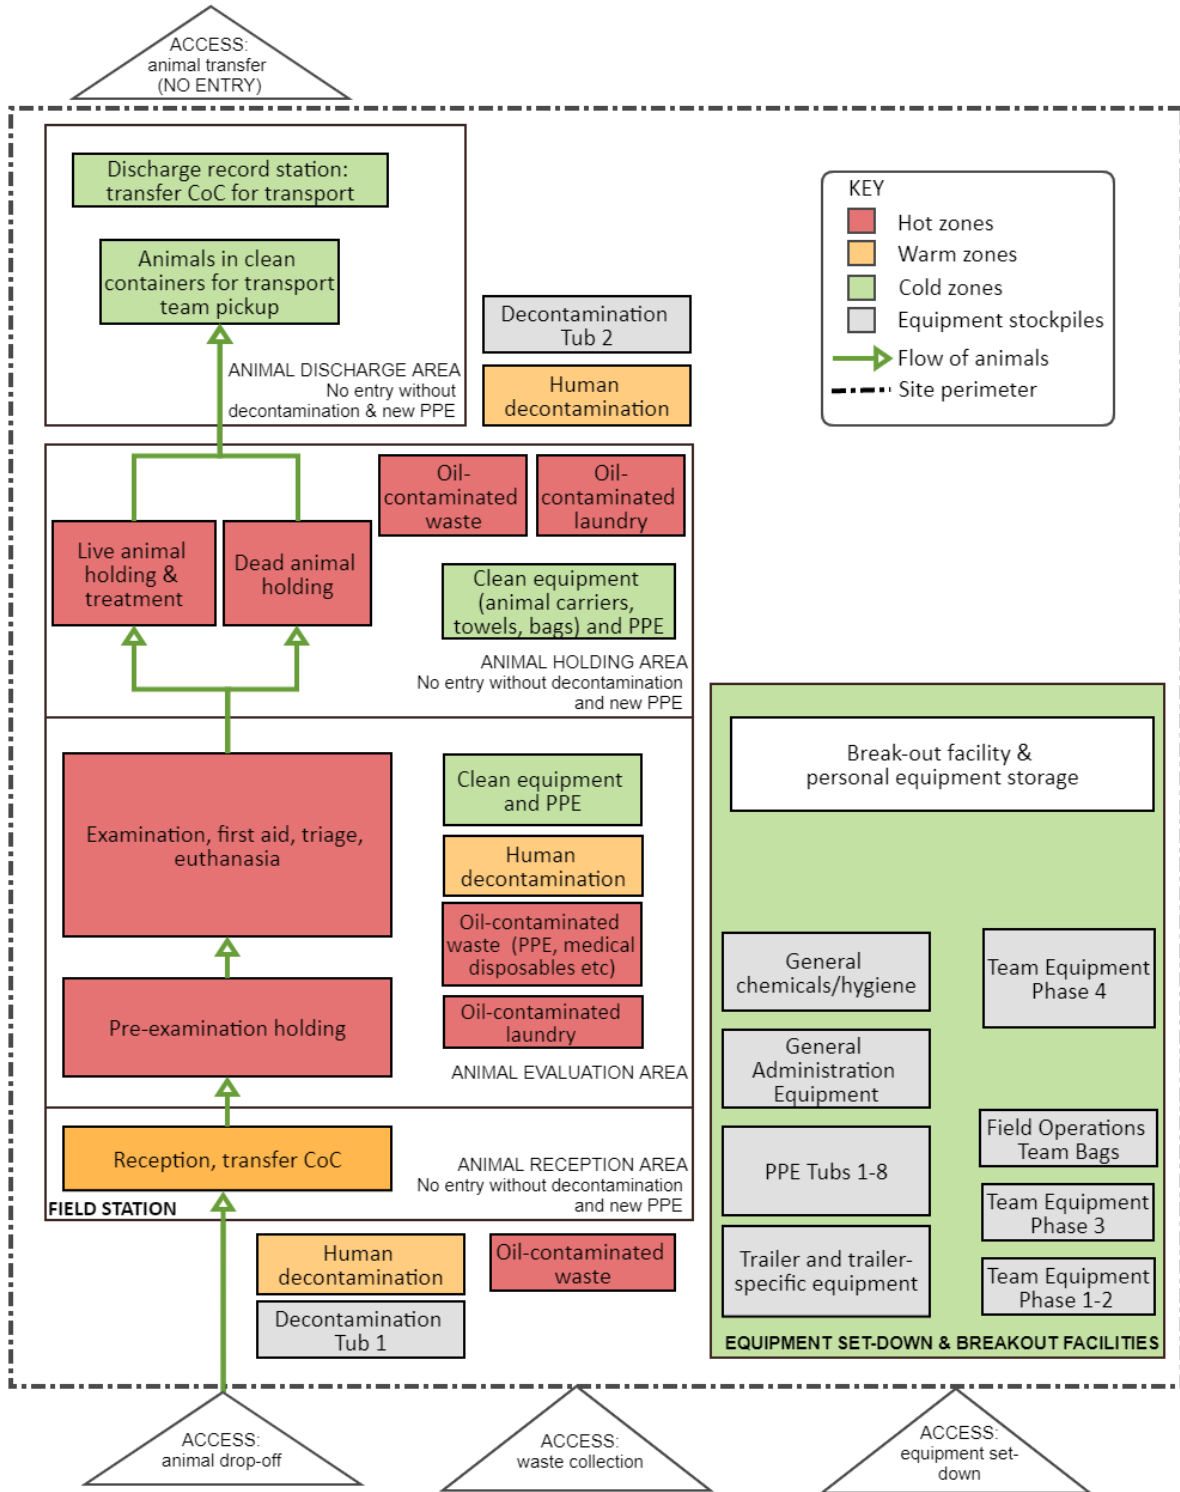 ACCESS:
animal transfer
(NO ENTRY)
Discharge record station:
transfer CoC for transport
Animals in clean
containers for transport
team pickup
ANIMAL DISCHARGE AREA
No entry without
decontamination & new PPE
Decontamination
Tub 2
Human
decontamination
KEY
Hot zones
Warm zones
Cold zones
Equipment stockpiles
Flow of animals
Site perimeter
Oil-
contaminated
waste
Oil-
contaminated
laundry
Live animal
holding &
treatment
Dead animal
holding
Clean equipment
(animal carriers,
towels, bags) and PPE
ANIMAL HOLDING AREA
No entry without decontamination
and new PPE
Examination, first aid, triage,
euthanasia
Clean equipment
and PPE
Human
decontamination
Oil-contaminated
waste (PPE, medical
disposables etc)
Oil-contaminated
laundry
Pre-examination holding
ANIMAL EVALUATION AREA
Reception, transfer CoC
ANIMAL RECEPTION AREA
No entry without decontamination
and new PPE
FIELD STATION
Human
decontamination
Oil-contaminated
waste
Decontamination
Tub 1
Break-out facility &
personal equipment storage
General
chemicals/hygiene
Team Equipment
Phase 4
General
Administration
Equipment
Field Operations
Team Bags
PPE Tubs 1-8
Team Equipment
Phase 3
Trailer and trailer-
specific equipment
Team Equipment
Phase 1-2
EQUIPMENT SET-DOWN & BREAKOUT FACILITIES
ACCESS:
animal drop-off
ACCESS:
waste collection
ACCESS:
equipment set-
down